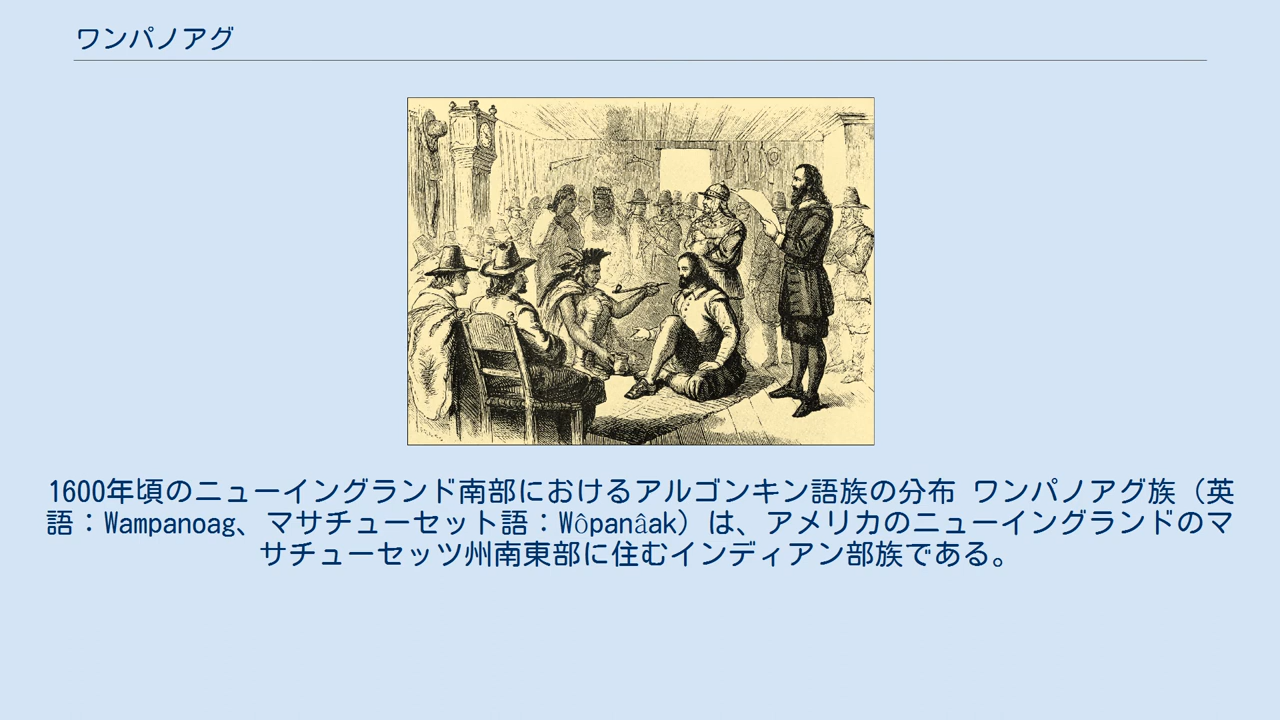 ワンパノアグ
1600年頃のニューイングランド南部におけるアルゴンキン語族の分布 ワンパノアグ族（英
語：Wampanoag、マサチューセット語：Wôpanâak）は、アメリカのニューイングランドのマ
サチューセッツ州南東部に住むインディアン部族である。